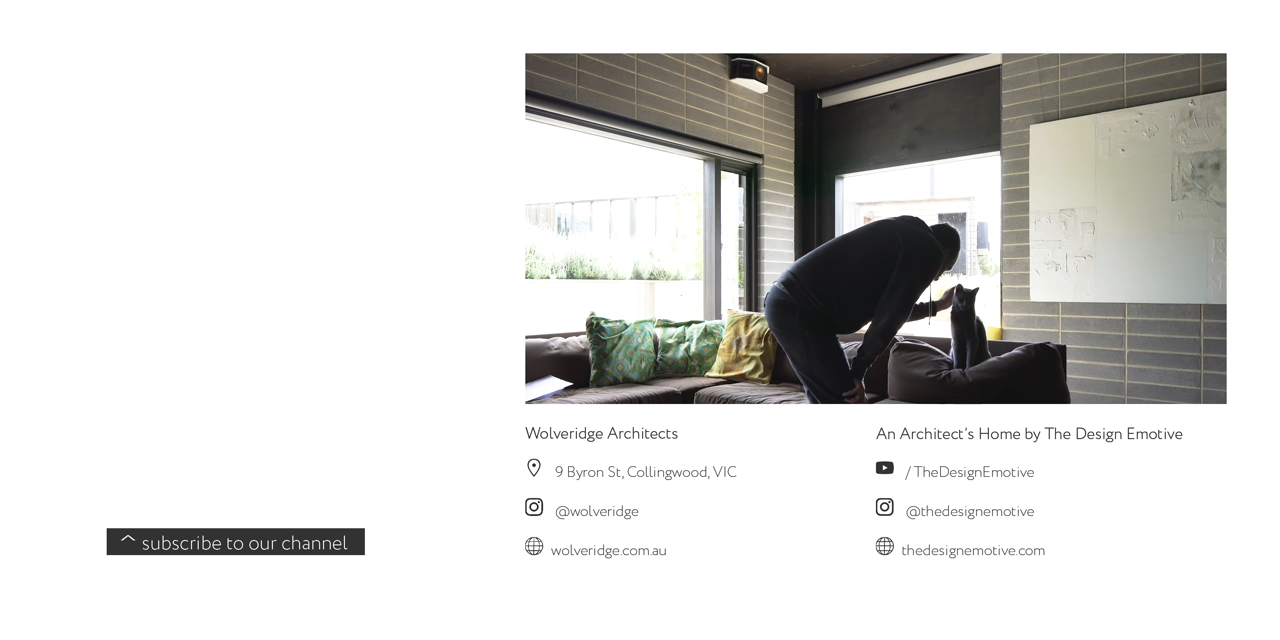 Wolveridge Architects
9 Byron St, Collingwood, VIC
@wolveridge
wolveridge.com.au
An Architect's Home by The Design Emotive
/ TheDesignEmotive
@thedesignemotive
thedesignemotive.com
subscribe to our channel